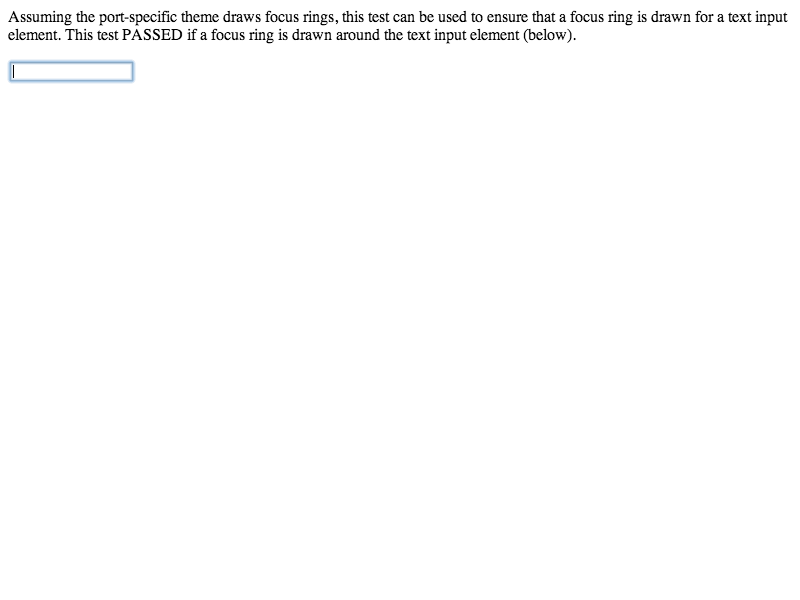 Assuming the port-specific theme draws focus rings, this test can be used to ensure that a focus ring is drawn for a text input
element. This test PASSED if a focus ring is drawn around the text input element (below).